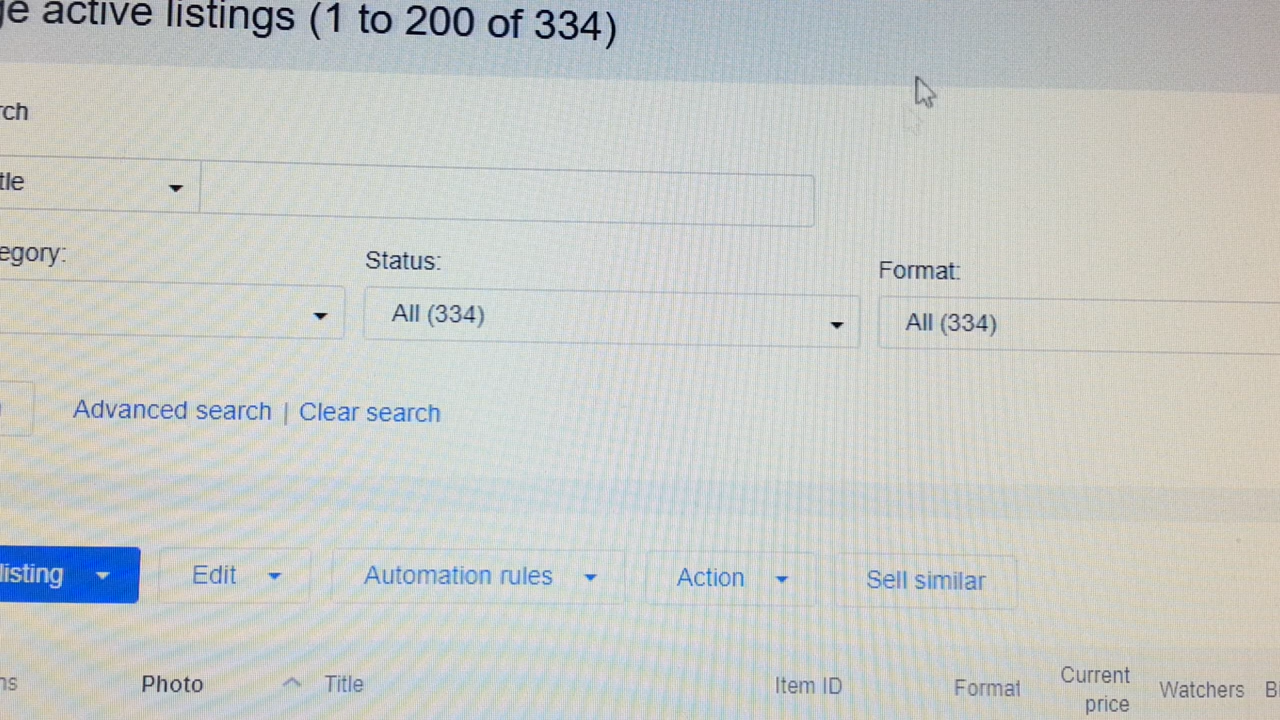 ge active listings (1 to 200 of 334)
rch
tle
egory:
Status:
Format:
All (334)
All (334)
Advanced search | Clear search
listing
Edit
Automation rules
Action
Sell similar
ns
Photo
Title
Item ID
Format
Current price
Watchers
Bi